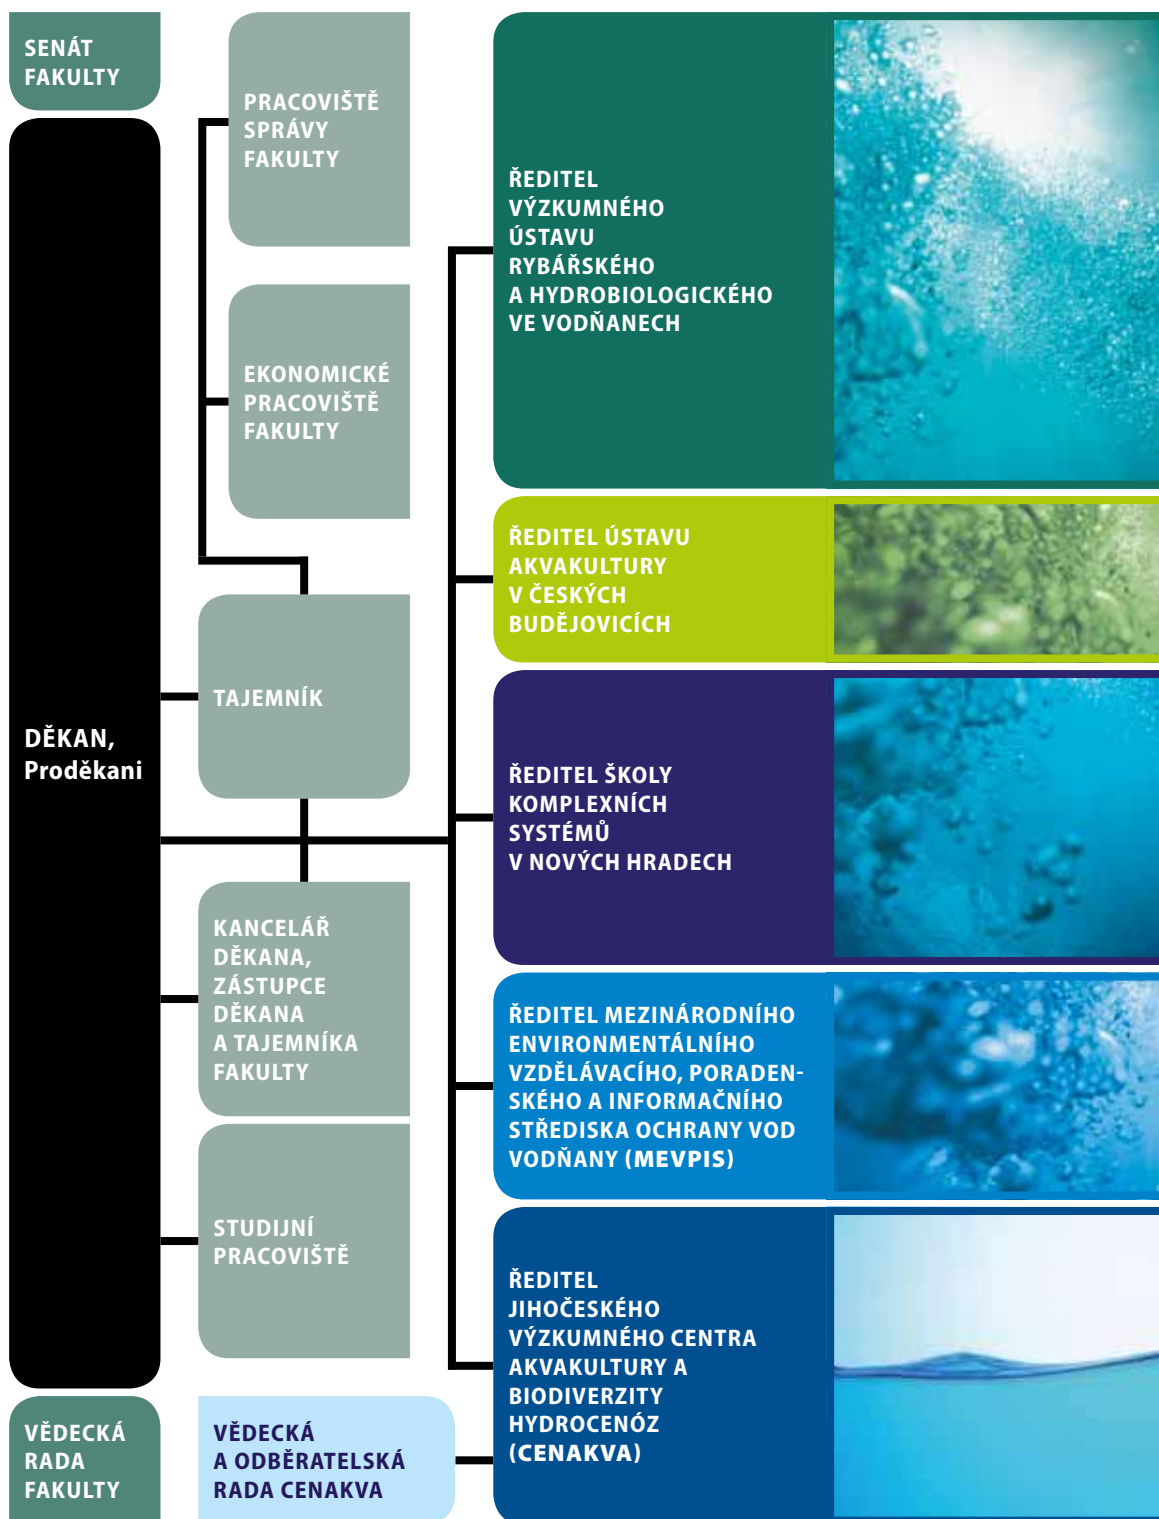 SENÁT
FAKULTY
DĚKAN,
Proděkani
VĚDECKÁ
RADA
FAKULTY
PRACOVIŠTĚ
SPRÁVY
FAKULTY
EKONOMICKÉ
PRACOVIŠTĚ
FAKULTY
TAJEMNÍK
KANCELÁŘ
DĚKANA,
ZÁSTUPCE
DĚKANA
A TAJEMNÍKA
FAKULTY
STUDIJNÍ
PRACOVIŠTĚ
VĚDECKÁ
A ODBĚRATELSKÁ
RADA CENAKVA
ŘEDITEL
VÝZKUMNÉHO
ÚSTAVU
RYBÁŘSKÉHO
A HYDROBIOLOGICKÉHO
VE VODŇANECH
ŘEDITEL ÚSTAVU
AKVAKULTURY
V ČESKÝCH
BUDĚJOVICÍCH
ŘEDITEL ŠKOLY
KOMPLEXNÍCH
SYSTÉMŮ
V NOVÝCH HRADECH
ŘEDITEL MEZINÁRODNÍHO
ENVIRONMENTÁLNÍHO
VZDĚLÁVACÍHO, PORADEN-
SKÉHO A INFORMAČNÍHO
STŘEDISKA OCHRANY VOD
VODŇANY (MEVPIS)
ŘEDITEL
JIHOČESKÉHO
VÝZKUMNÉHO CENTRA
AKVAKULTURY A
BIODIVERZITY
HYDROCENÓZ
(CENAKVA)